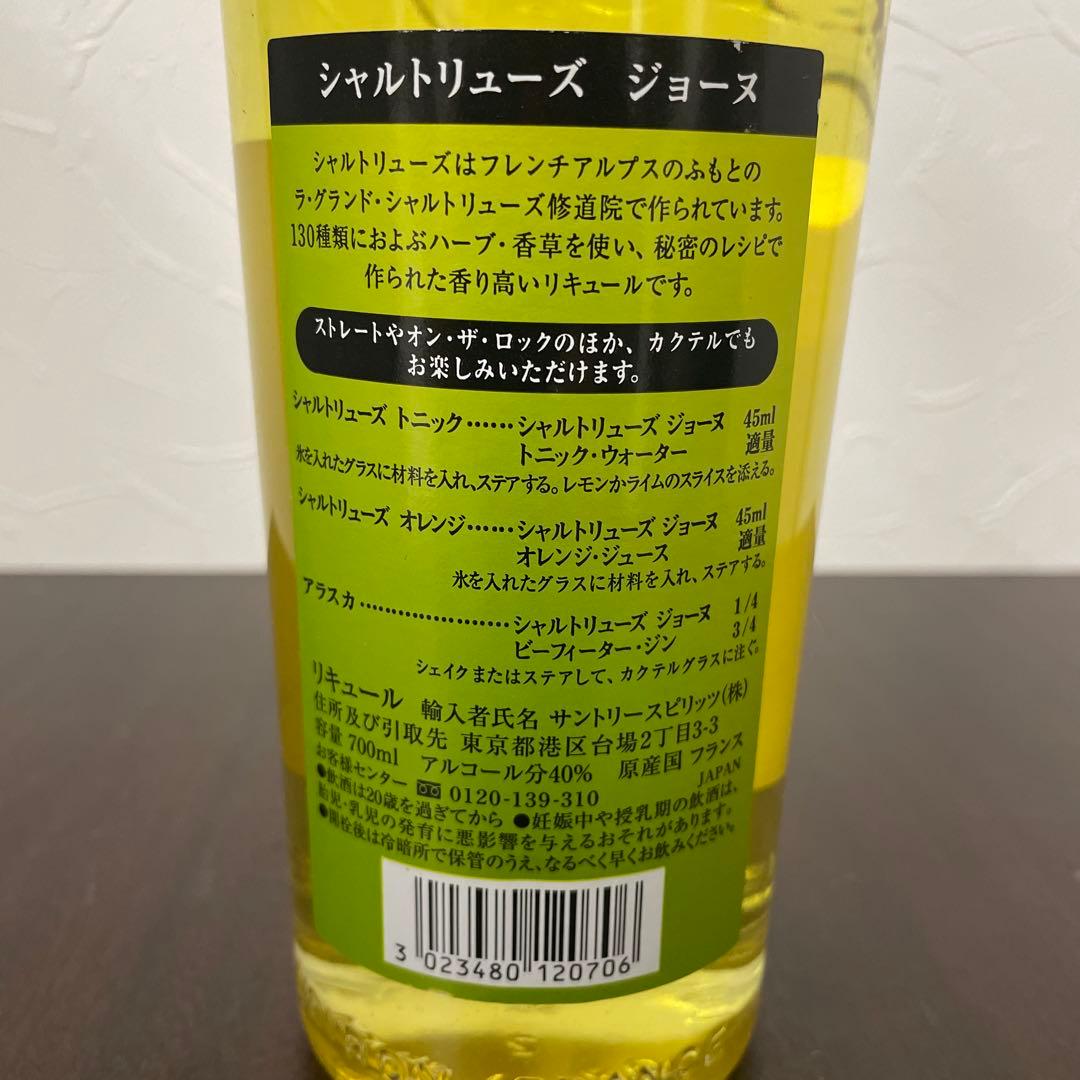 シャルトリューズ ジョーヌ
シャルトリューズはフレンチアルプスのふもとの
ラ・グランド・シャルトリューズ修道院で作られています。
130種類におよぶハーブ・香草を使い、秘密のレシピで
作られた香り高いリキュールです。
ストレートやオン・ザ・ロックのほか、カクテルでも
お楽しみいただけます。
シャルトリューズ トニック……シャルトリューズ ジョーヌ 45ml
トニック・ウォーター 適量
氷を入れたグラスに材料を入れ、ステアする。レモンかライムのスライスを添える。
シャルトリューズ オレンジ……シャルトリューズ ジョーヌ 45ml
オレンジ・ジュース 適量
氷を入れたグラスに材料を入れ、ステアする。
アラスカ……………………シャルトリューズ ジョーヌ 1/4
ビーフィーター・ジン 3/4
シェイクまたはステアして、カクテルグラスに注ぐ。
リキュール 輸入者氏名 サントリースピリッツ(株)
住所及び引取先 東京都港区台場2丁目3-3
容量 700ml アルコール分40% 原産国 フランス
お客様センター 0120-139-310 JAPAN
●飲酒は20歳を過ぎてから ●妊娠中や授乳期の飲酒は、
胎児・乳児の発育に悪影響を与えるおそれがあります。
●開栓後は冷暗所で保管のうえ、なるべく早くお飲みください。
3 023480 120706